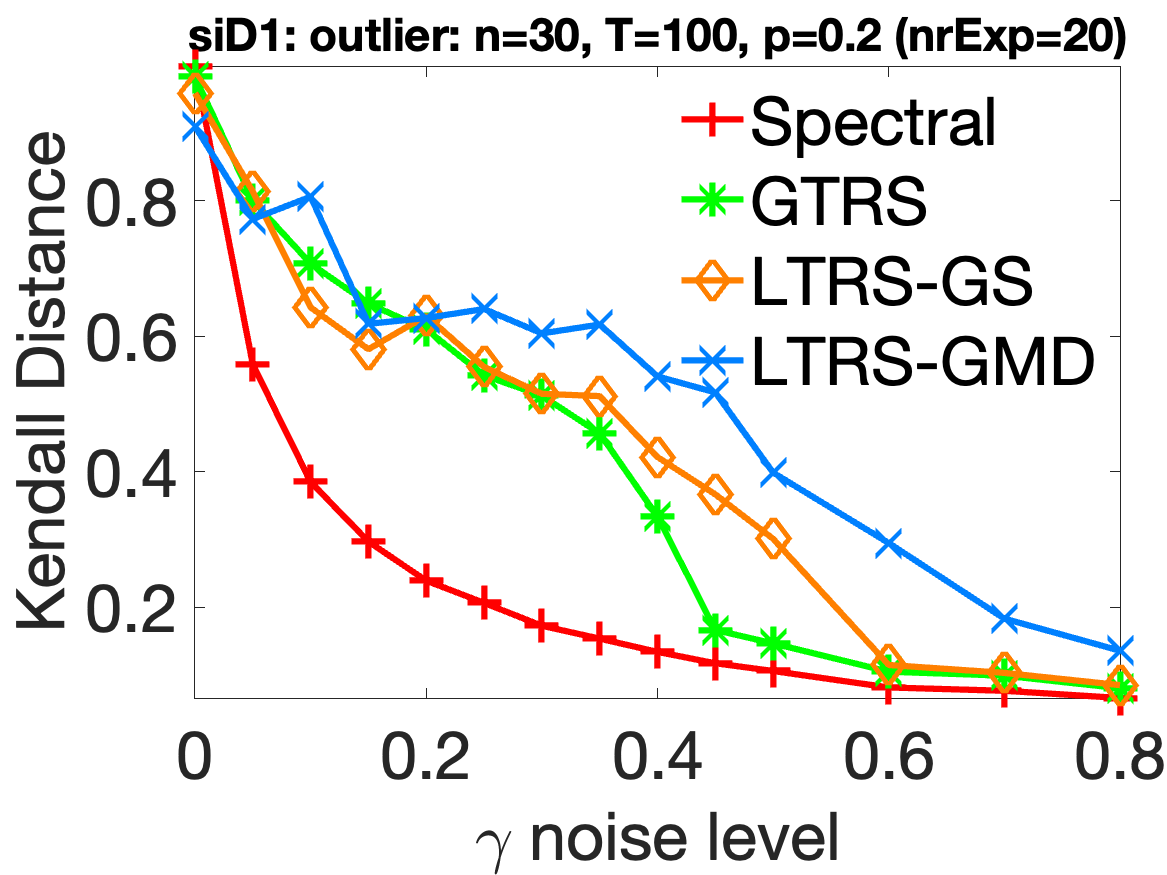 siD1: outlier: n=30, T=100, p=0.2 (nrExp=20)
Spectral
GTRS
LTRS-GS
LTRS-GMD
Kendall Distance
0.8
0.6
0.4
0.2
0 0.2 0.4 0.6 0.8
γ noise level